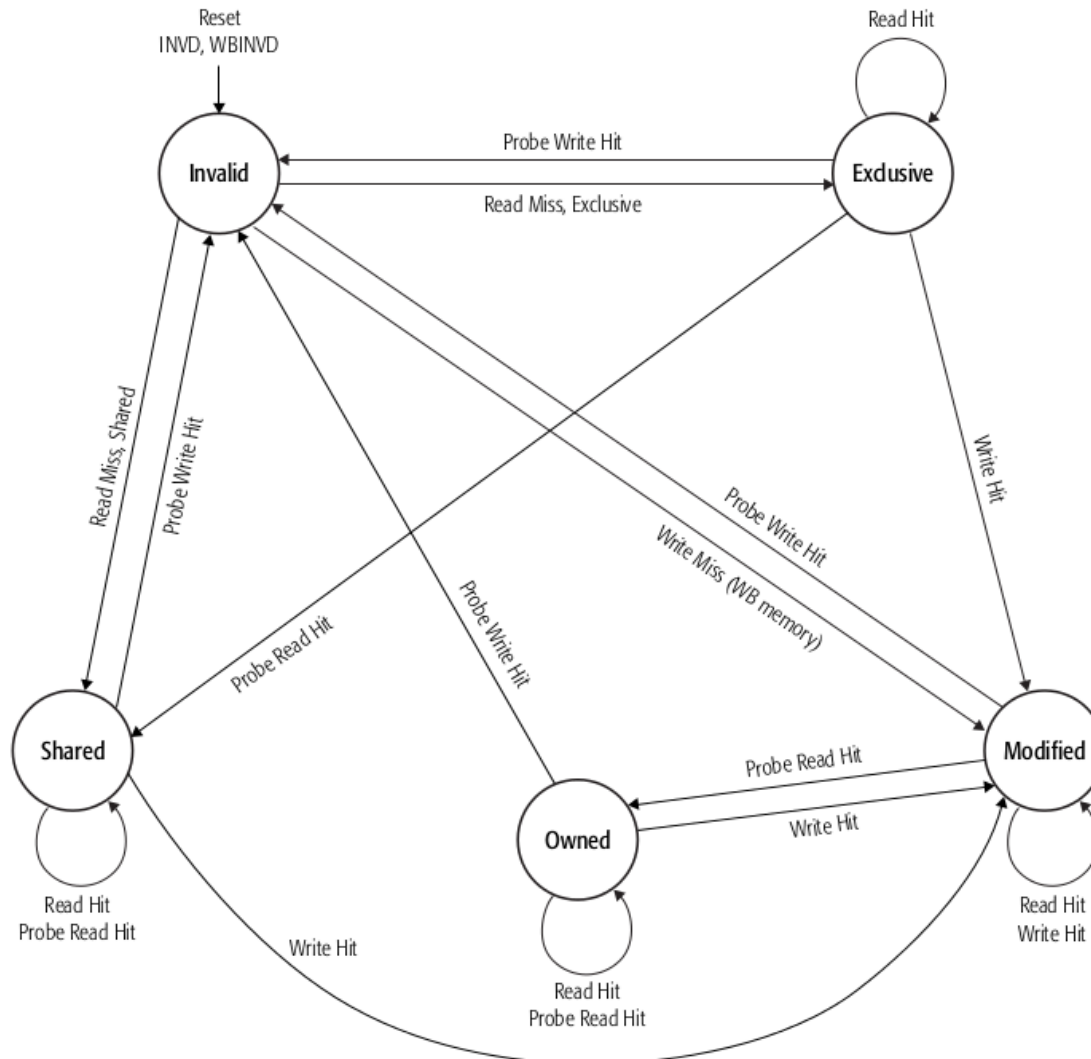 Reset
INVD, WBINVD
Read Hit
Invalid
Probe Write Hit
Exclusive
Read Miss, Exclusive
Read Miss, Shared
Probe Write Hit
Write Hit
Probe Write Hit
Write Miss (WB memory)
Probe Write Hit
Probe Read Hit
Shared
Probe Read Hit
Modified
Write Hit
Owned
Read Hit
Probe Read Hit
Write Hit
Read Hit
Probe Read Hit
Read Hit
Write Hit